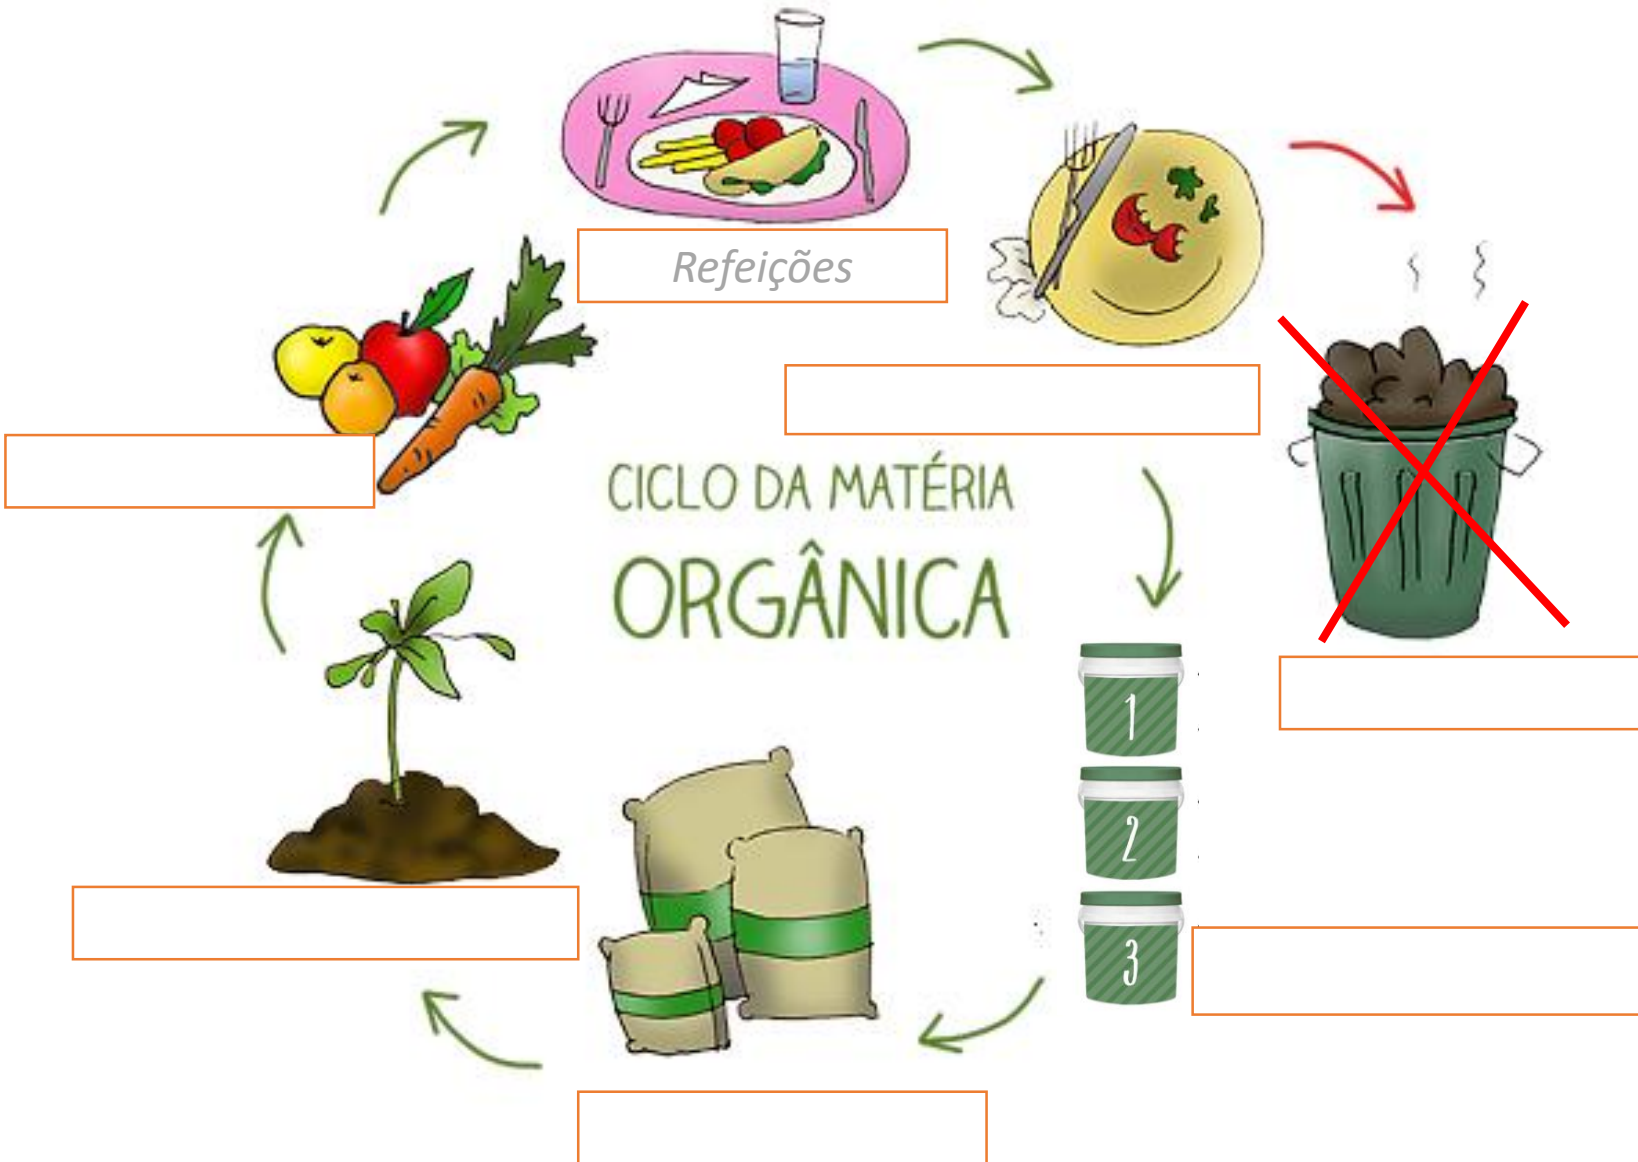 Refeições
CICLO DA MATÉRIA
ORGÂNICA
1
2
3